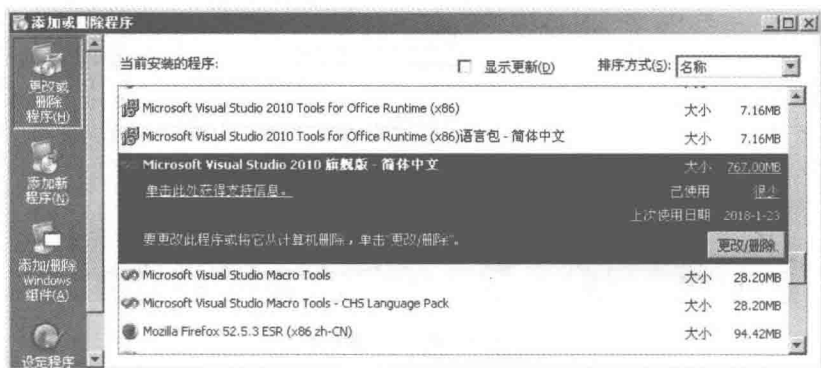 添加或删除程序
更改或
删除
程序(H)
添加新
程序(N)
添加/删除
Windows
组件(A)
设定程序
当前安装的程序:
显示更新(D)
排序方式(S): 名称
Microsoft Visual Studio 2010 Tools for Office Runtime (x86) 大小 7.16MB
Microsoft Visual Studio 2010 Tools for Office Runtime (x86)语言包 - 简体中文 大小 7.16MB
Microsoft Visual Studio 2010 旗舰版 - 简体中文 大小 767.00MB
单击此处获得支持信息。 已使用 很少
上次使用日期 2018-1-23
要更改此程序或将它从计算机删除，单击“更改/删除”。 更改/删除
Microsoft Visual Studio Macro Tools 大小 28.20MB
Microsoft Visual Studio Macro Tools - CHS Language Pack 大小 28.20MB
Mozilla Firefox 52.5.3 ESR (x86 zh-CN) 大小 94.42MB